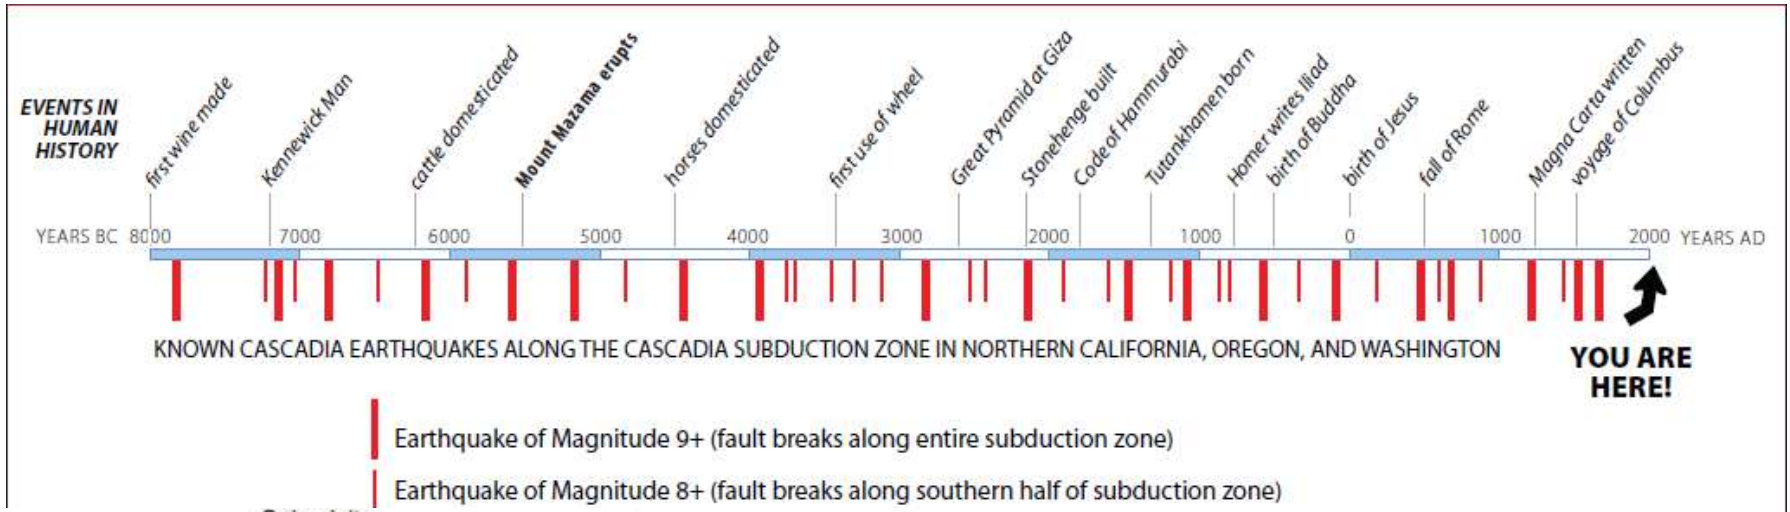 EVENTS IN
HUMAN
HISTORY
first wine made
Kennewick Man
cattle domesticated
Mount Mazama erupts
horses domesticated
first use of wheel
Great Pyramid at Giza
Stonehenge built
Code of Hammurabi
Tutankhamen born
Homer writes Iliad
birth of Buddha
birth of Jesus
fall of Rome
Magna Carta written
voyage of Columbus
YEARS BC 8000 7000 6000 5000 4000 3000 2000 1000 0 1000 2000 YEARS AD
KNOWN CASCADIA EARTHQUAKES ALONG THE CASCADIA SUBDUCTION ZONE IN NORTHERN CALIFORNIA, OREGON, AND WASHINGTON
YOU ARE
HERE!
Earthquake of Magnitude 9+ (fault breaks along entire subduction zone)
Earthquake of Magnitude 8+ (fault breaks along southern half of subduction zone)